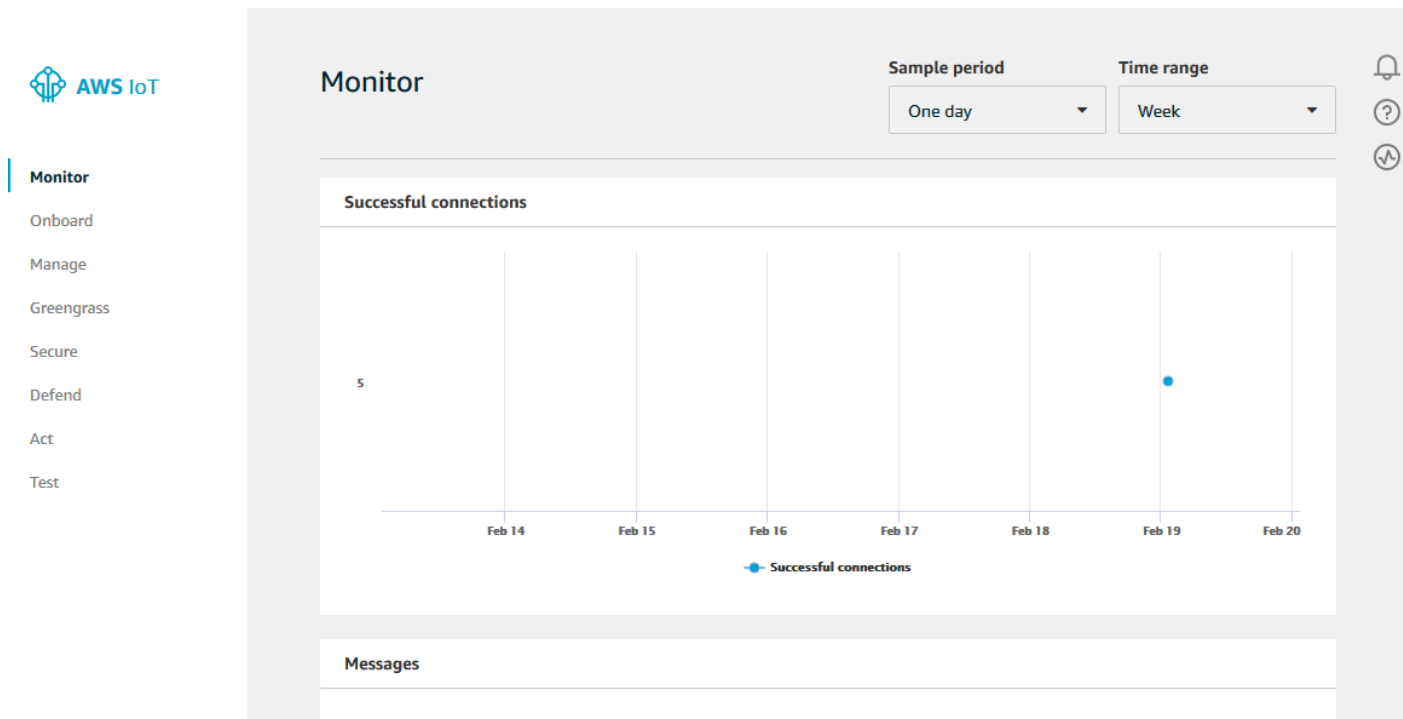 AWS IoT
Monitor
Onboard
Manage
Greengrass
Secure
Defend
Act
Test
Monitor
Sample period
One day
Time range
Week
Successful connections
5
Feb 14 Feb 15 Feb 16 Feb 17 Feb 18 Feb 19 Feb 20
Successful connections
Messages